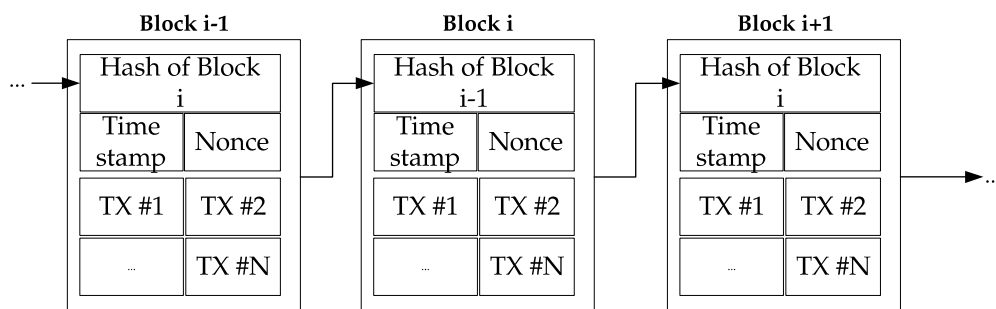 Block i-1
Block i
Block i+1
...
Hash of Block
i
Hash of Block
i-1
Hash of Block
i
Time
stamp
Nonce
Time
stamp
Nonce
Time
stamp
Nonce
..
TX #1
TX #2
TX #1
TX #2
TX #1
TX #2
...
TX #N
...
TX #N
...
TX #N